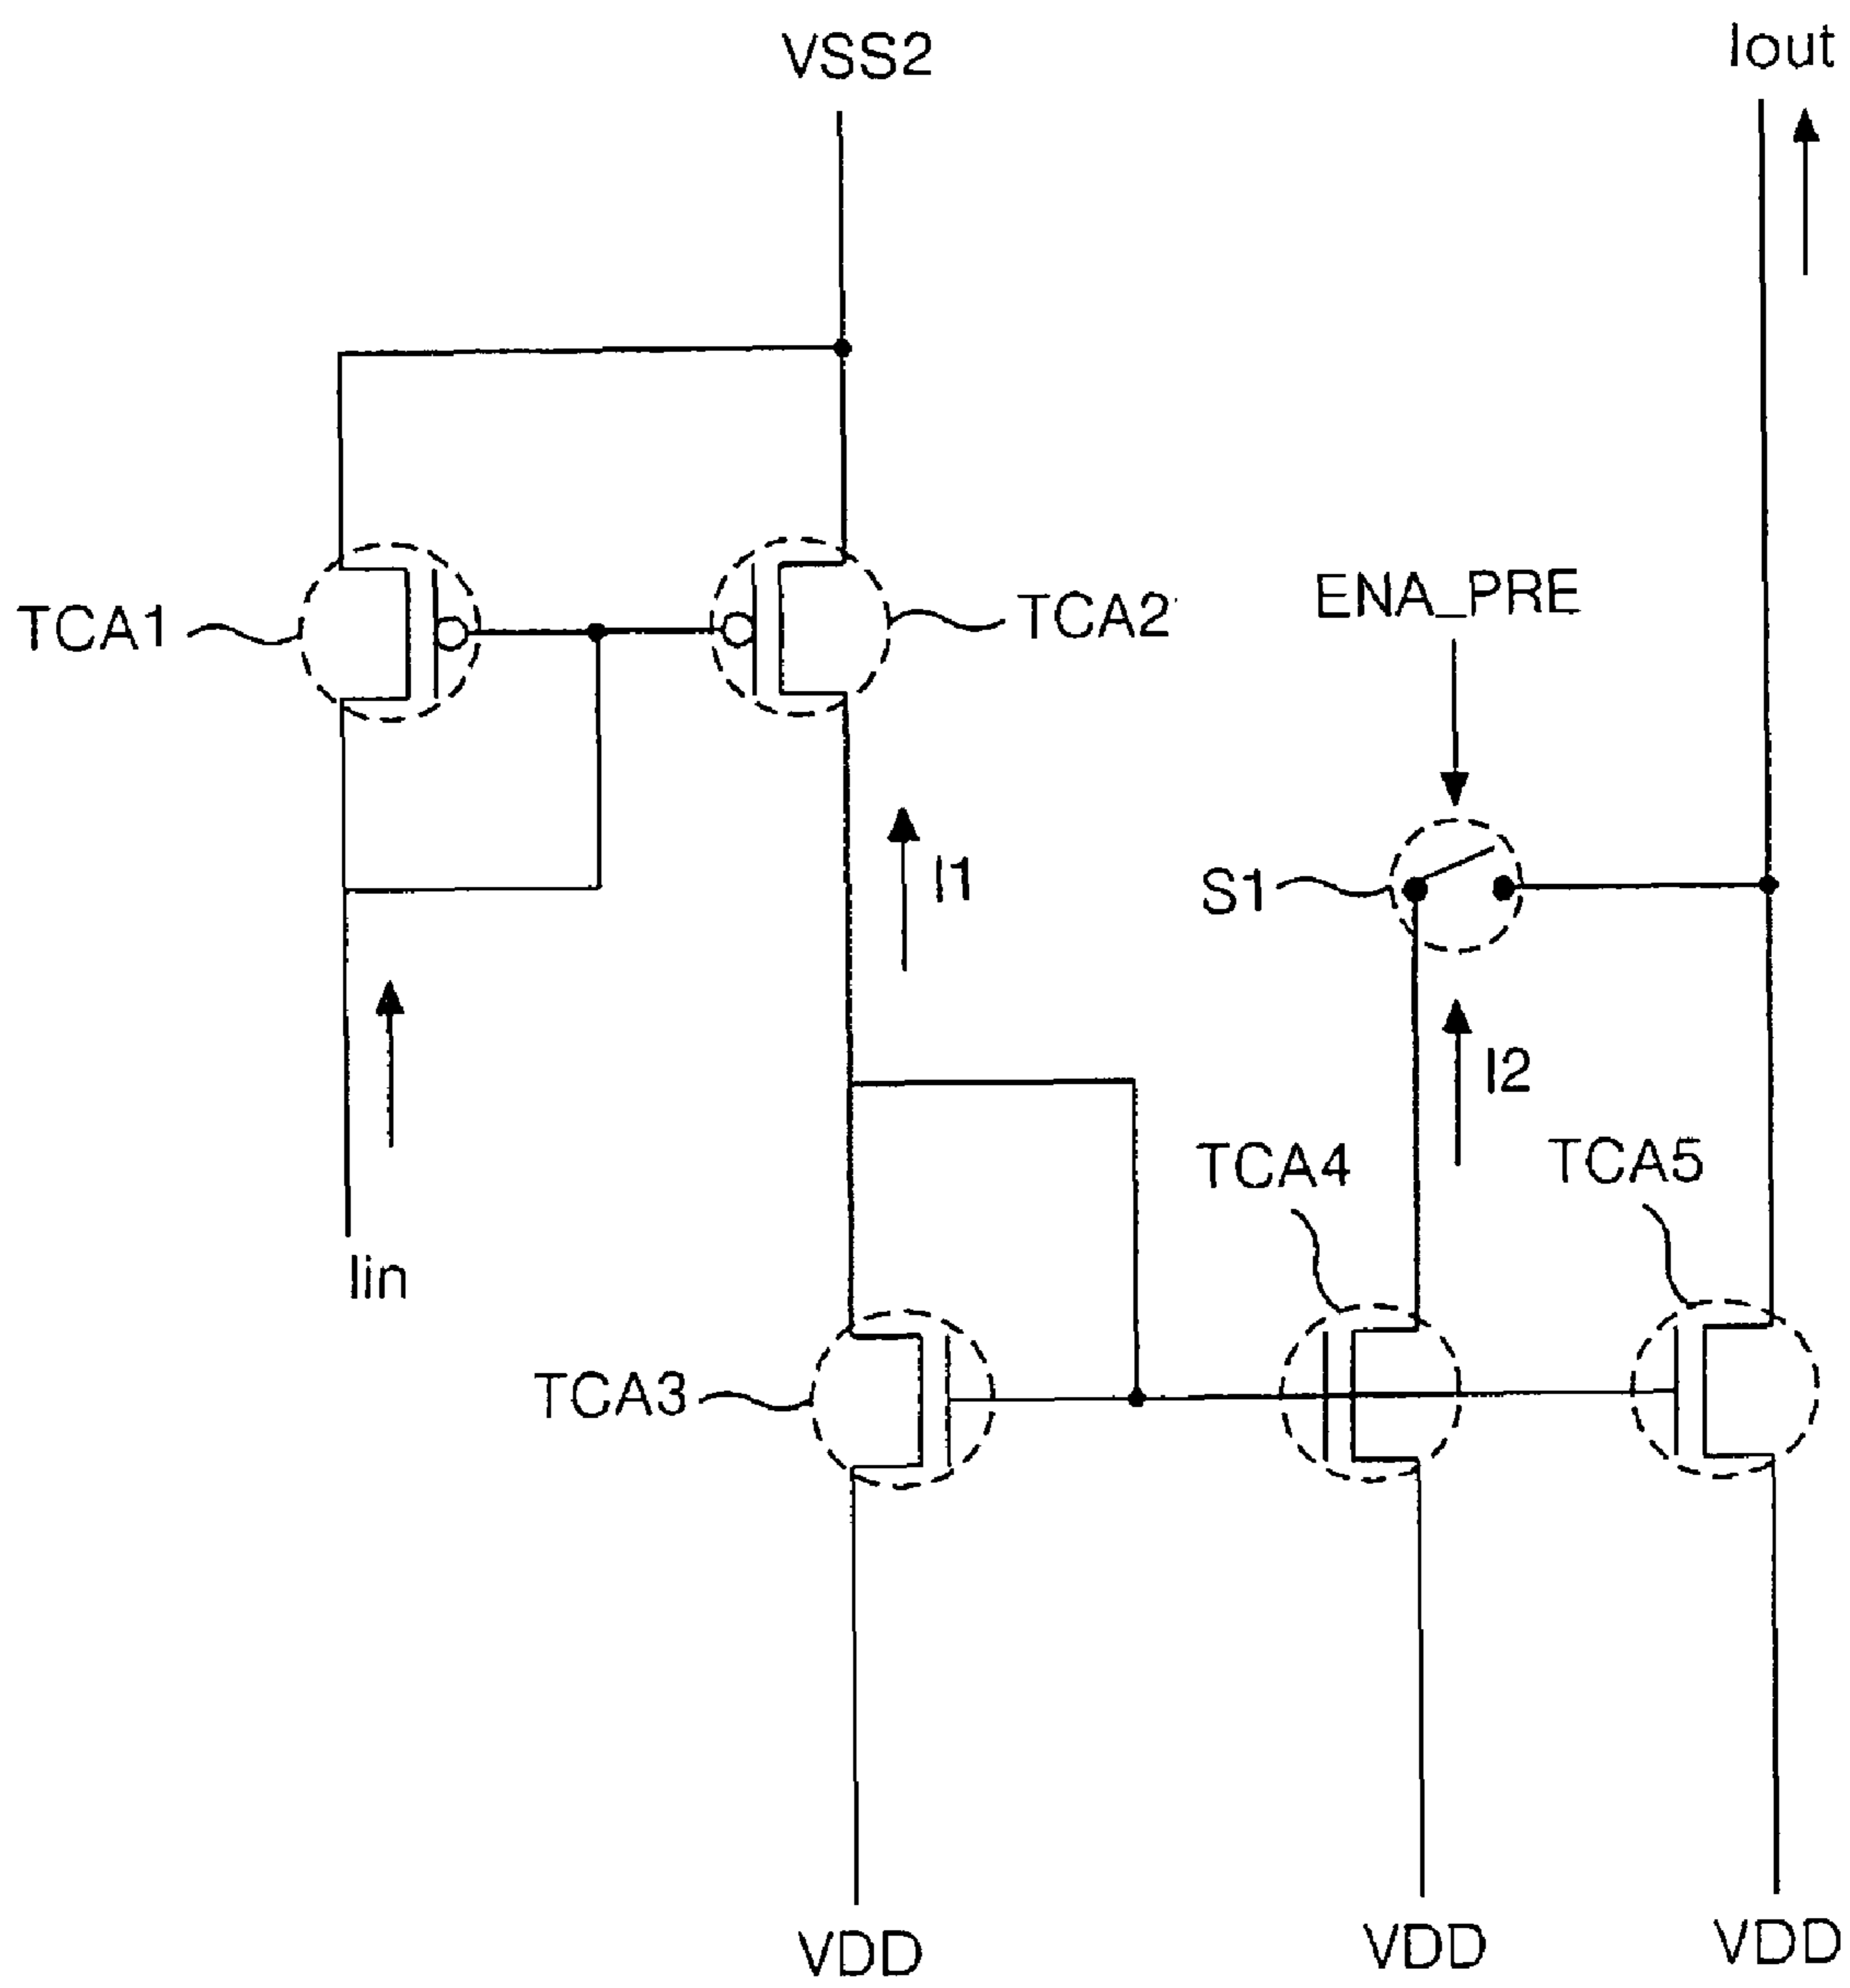 VSS2
Iout
TCA1
TCA2
ENA_PRE
I1
S1
I2
TCA4
TCA5
Iin
TCA3
VDD
VDD
VDD